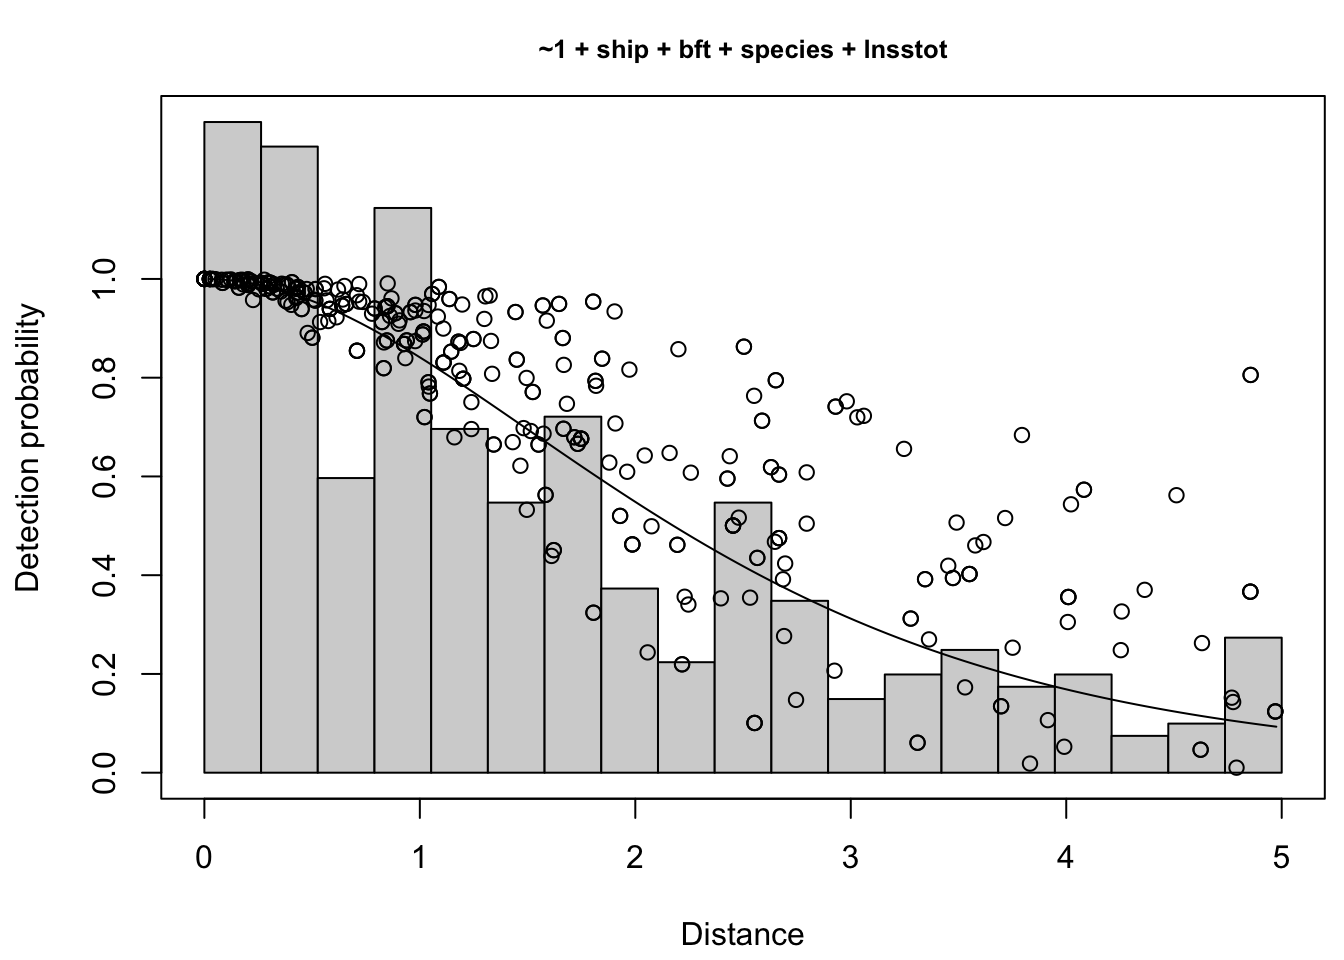 ~1 + ship + bft + species + lnsstot
Detection probability
1.0
0.8
0.6
0.4
0.2
0.0
0 1 2 3 4 5
Distance